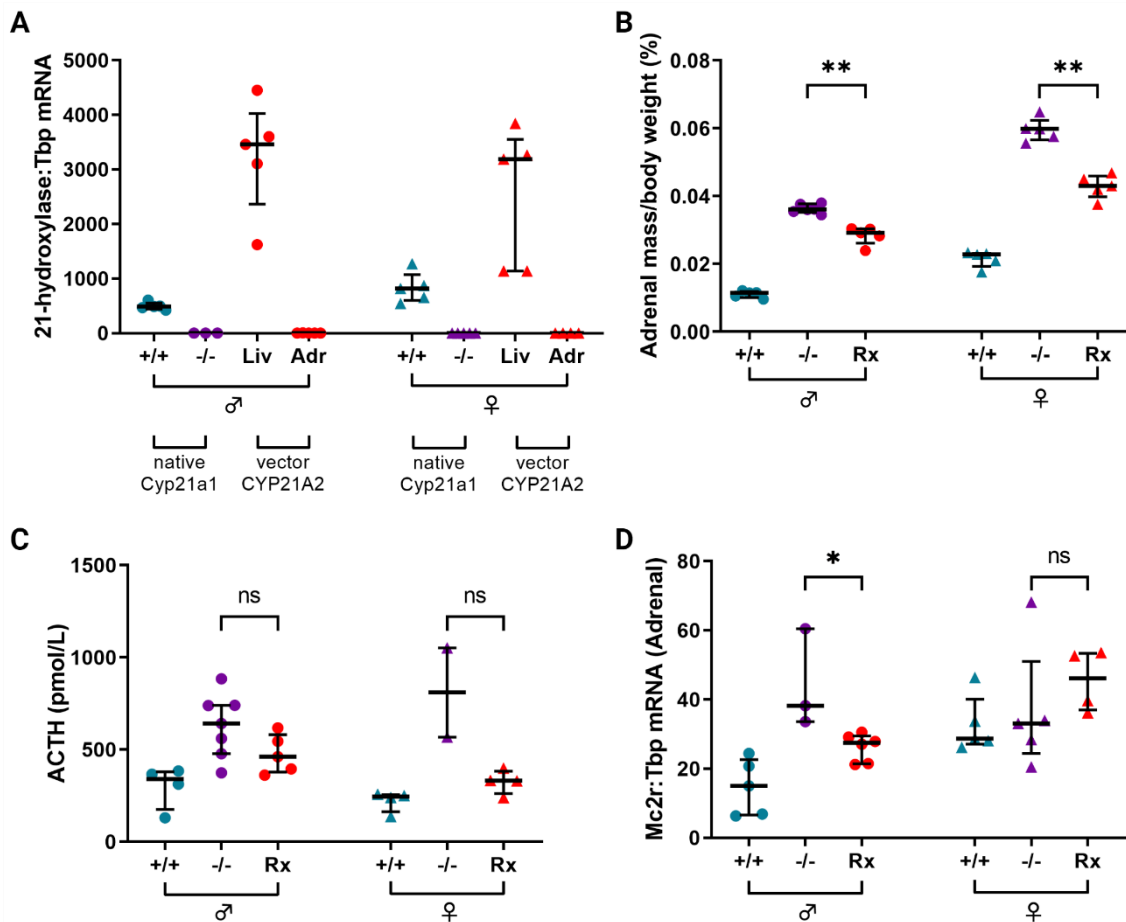 A
21-hydroxylase:Tbp mRNA
5000
4000
3000
2000
1000
0
+/+ -/- Liv Adr +/+ -/- Liv Adr
♂ ♀
native Cyp21a1 vector CYP21A2 native Cyp21a1 vector CYP21A2
B
Adrenal mass/body weight (%)
0.08
0.06
0.04
0.02
0.00
** **
+/+ -/- Rx +/+ -/- Rx
♂ ♀
C
ACTH (pmol/L)
1500
1000
500
0
ns ns
+/+ -/- Rx +/+ -/- Rx
♂ ♀
D
Mc2r:Tbp mRNA (Adrenal)
80
60
40
20
0
* ns
+/+ -/- Rx +/+ -/- Rx
♂ ♀